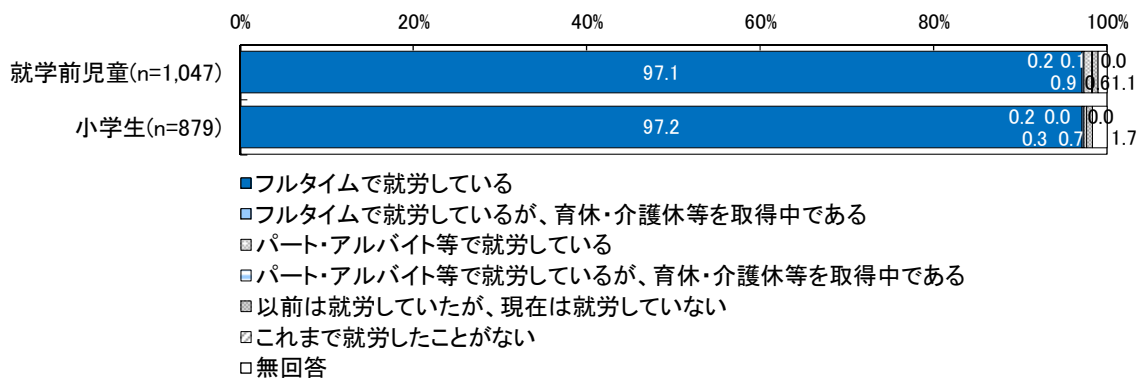 0% 20% 40% 60% 80% 100%
就学前児童(n=1,047)
97.1
0.2 0.1 0.0
0.9 0.6 1.1
小学生(n=879)
97.2
0.2 0.0 0.0
0.3 0.7 1.7
フルタイムで就労している
フルタイムで就労しているが、育休・介護休等を取得中である
パート・アルバイト等で就労している
パート・アルバイト等で就労しているが、育休・介護休等を取得中である
以前は就労していたが、現在は就労していない
これまで就労したことがない
無回答